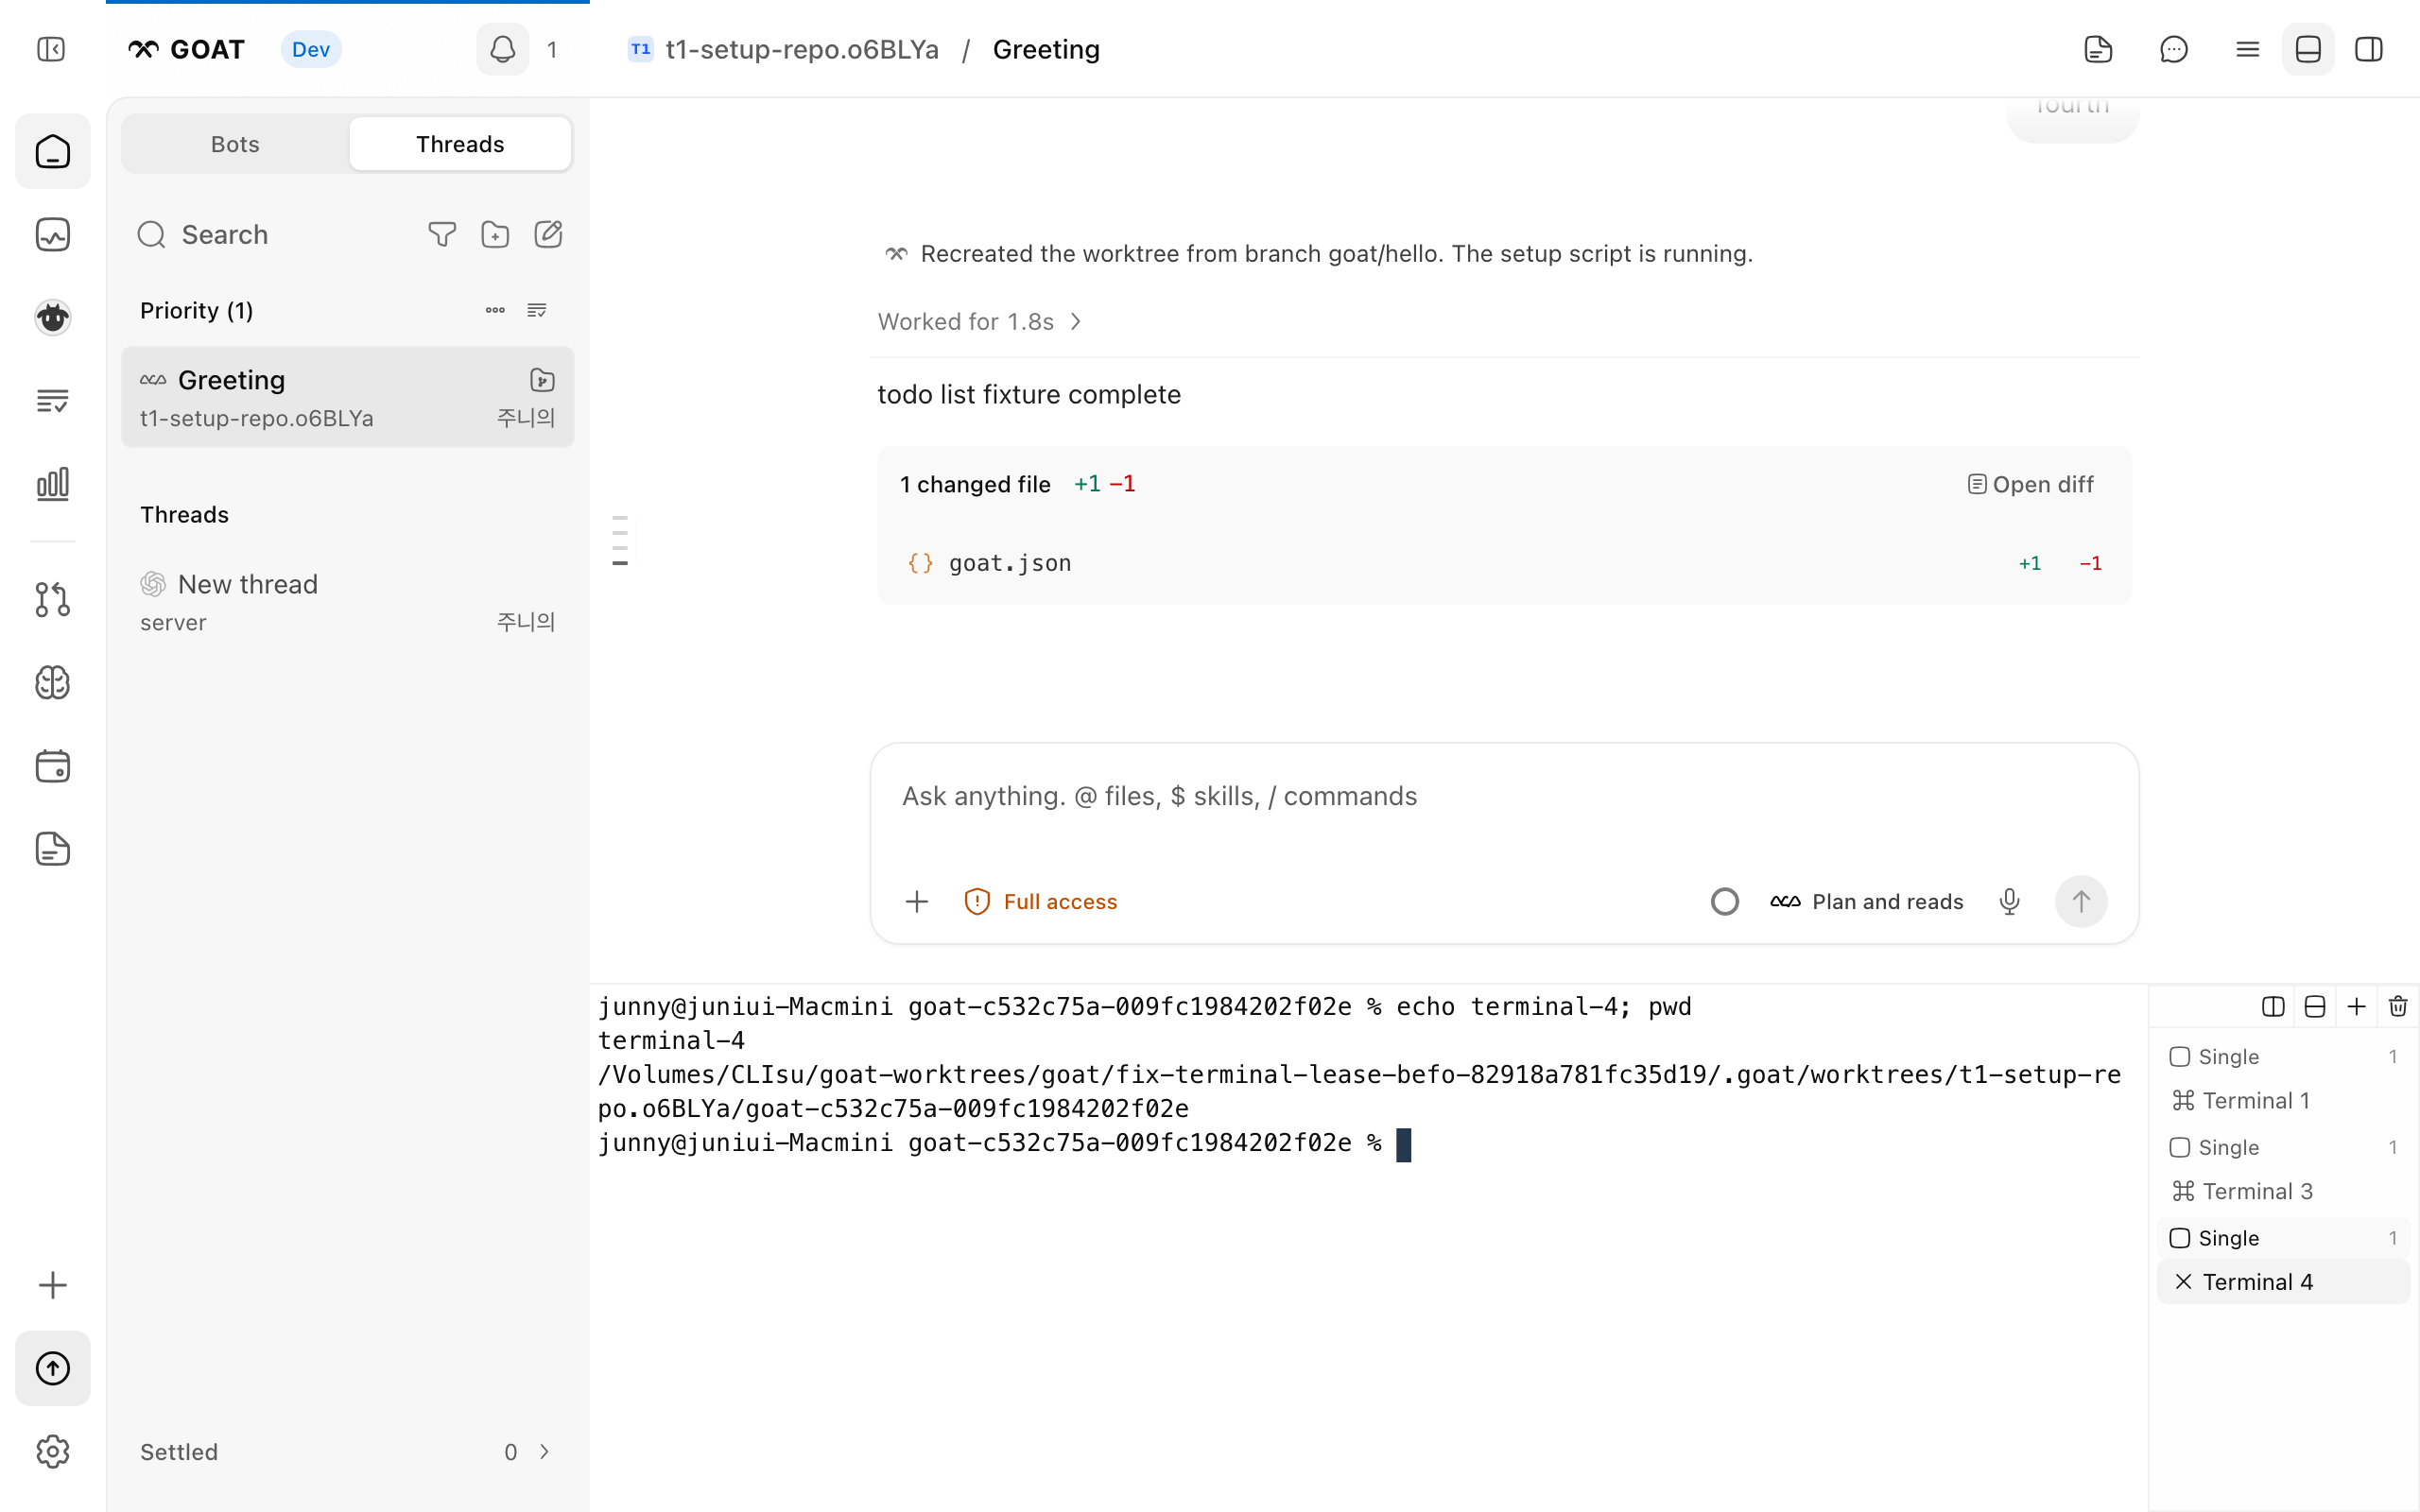 GOAT
Dev
1
T1 t1-setup-repo.o6BLYa / Greeting
Bots
Threads
Search
Priority (1)
Greeting
t1-setup-repo.o6BLYa
주니의
Threads
New thread
server
주니의
Settled
0
fourth
Recreated the worktree from branch goat/hello. The setup script is running.
Worked for 1.8s
todo list fixture complete
1 changed file +1 −1
Open diff
{} goat.json
+1 −1
Ask anything. @ files, $ skills, / commands
Full access
Plan and reads
junny@juniui-Macmini goat-c532c75a-009fc1984202f02e % echo terminal-4; pwd
terminal-4
/Volumes/CLIsu/goat-worktrees/goat/fix-terminal-lease-befo-82918a781fc35d19/.goat/worktrees/t1-setup-re
po.o6BLYa/goat-c532c75a-009fc1984202f02e
junny@juniui-Macmini goat-c532c75a-009fc1984202f02e %
Single 1
Terminal 1
Single 1
Terminal 3
Single 1
Terminal 4